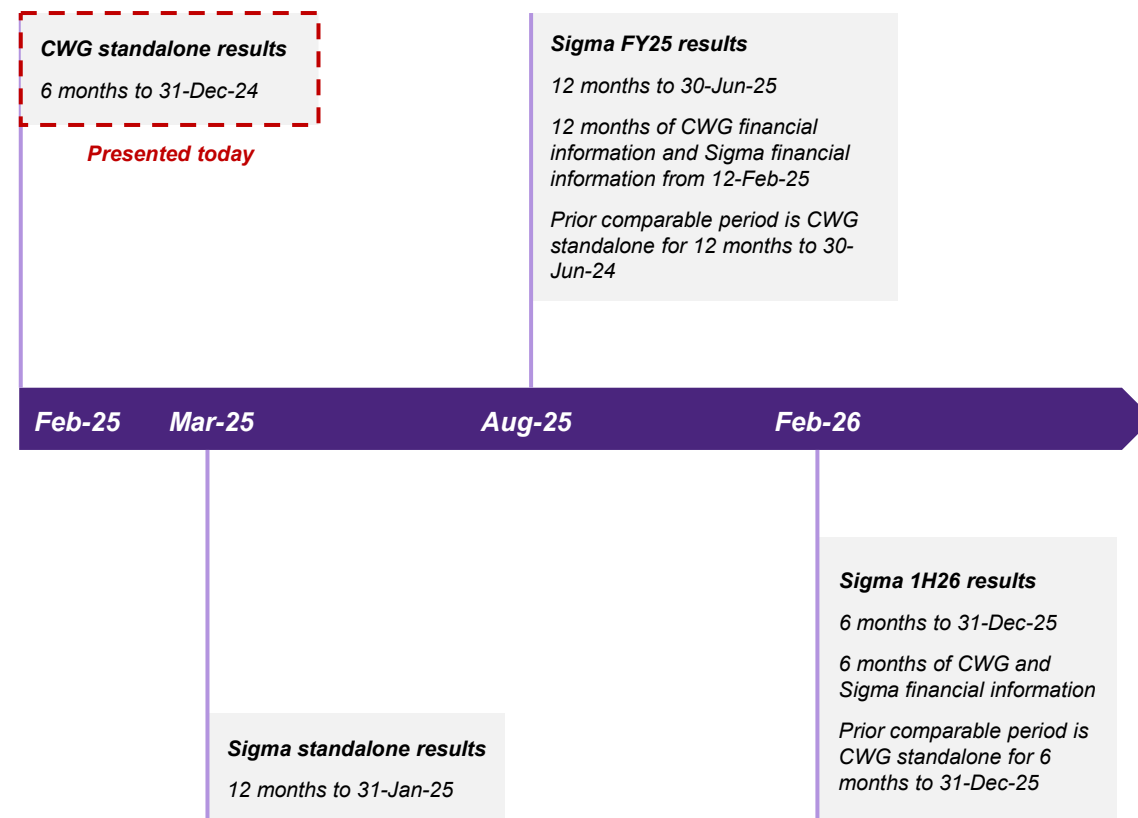 CWG standalone results
6 months to 31-Dec-24
Presented today
Sigma FY25 results
12 months to 30-Jun-25
12 months of CWG financial
information and Sigma financial
information from 12-Feb-25
Prior comparable period is CWG
standalone for 12 months to 30-
Jun-24
Feb-25
Mar-25
Aug-25
Feb-26
Sigma standalone results
12 months to 31-Jan-25
Sigma 1H26 results
6 months to 31-Dec-25
6 months of CWG and
Sigma financial information
Prior comparable period is
CWG standalone for 6
months to 31-Dec-25